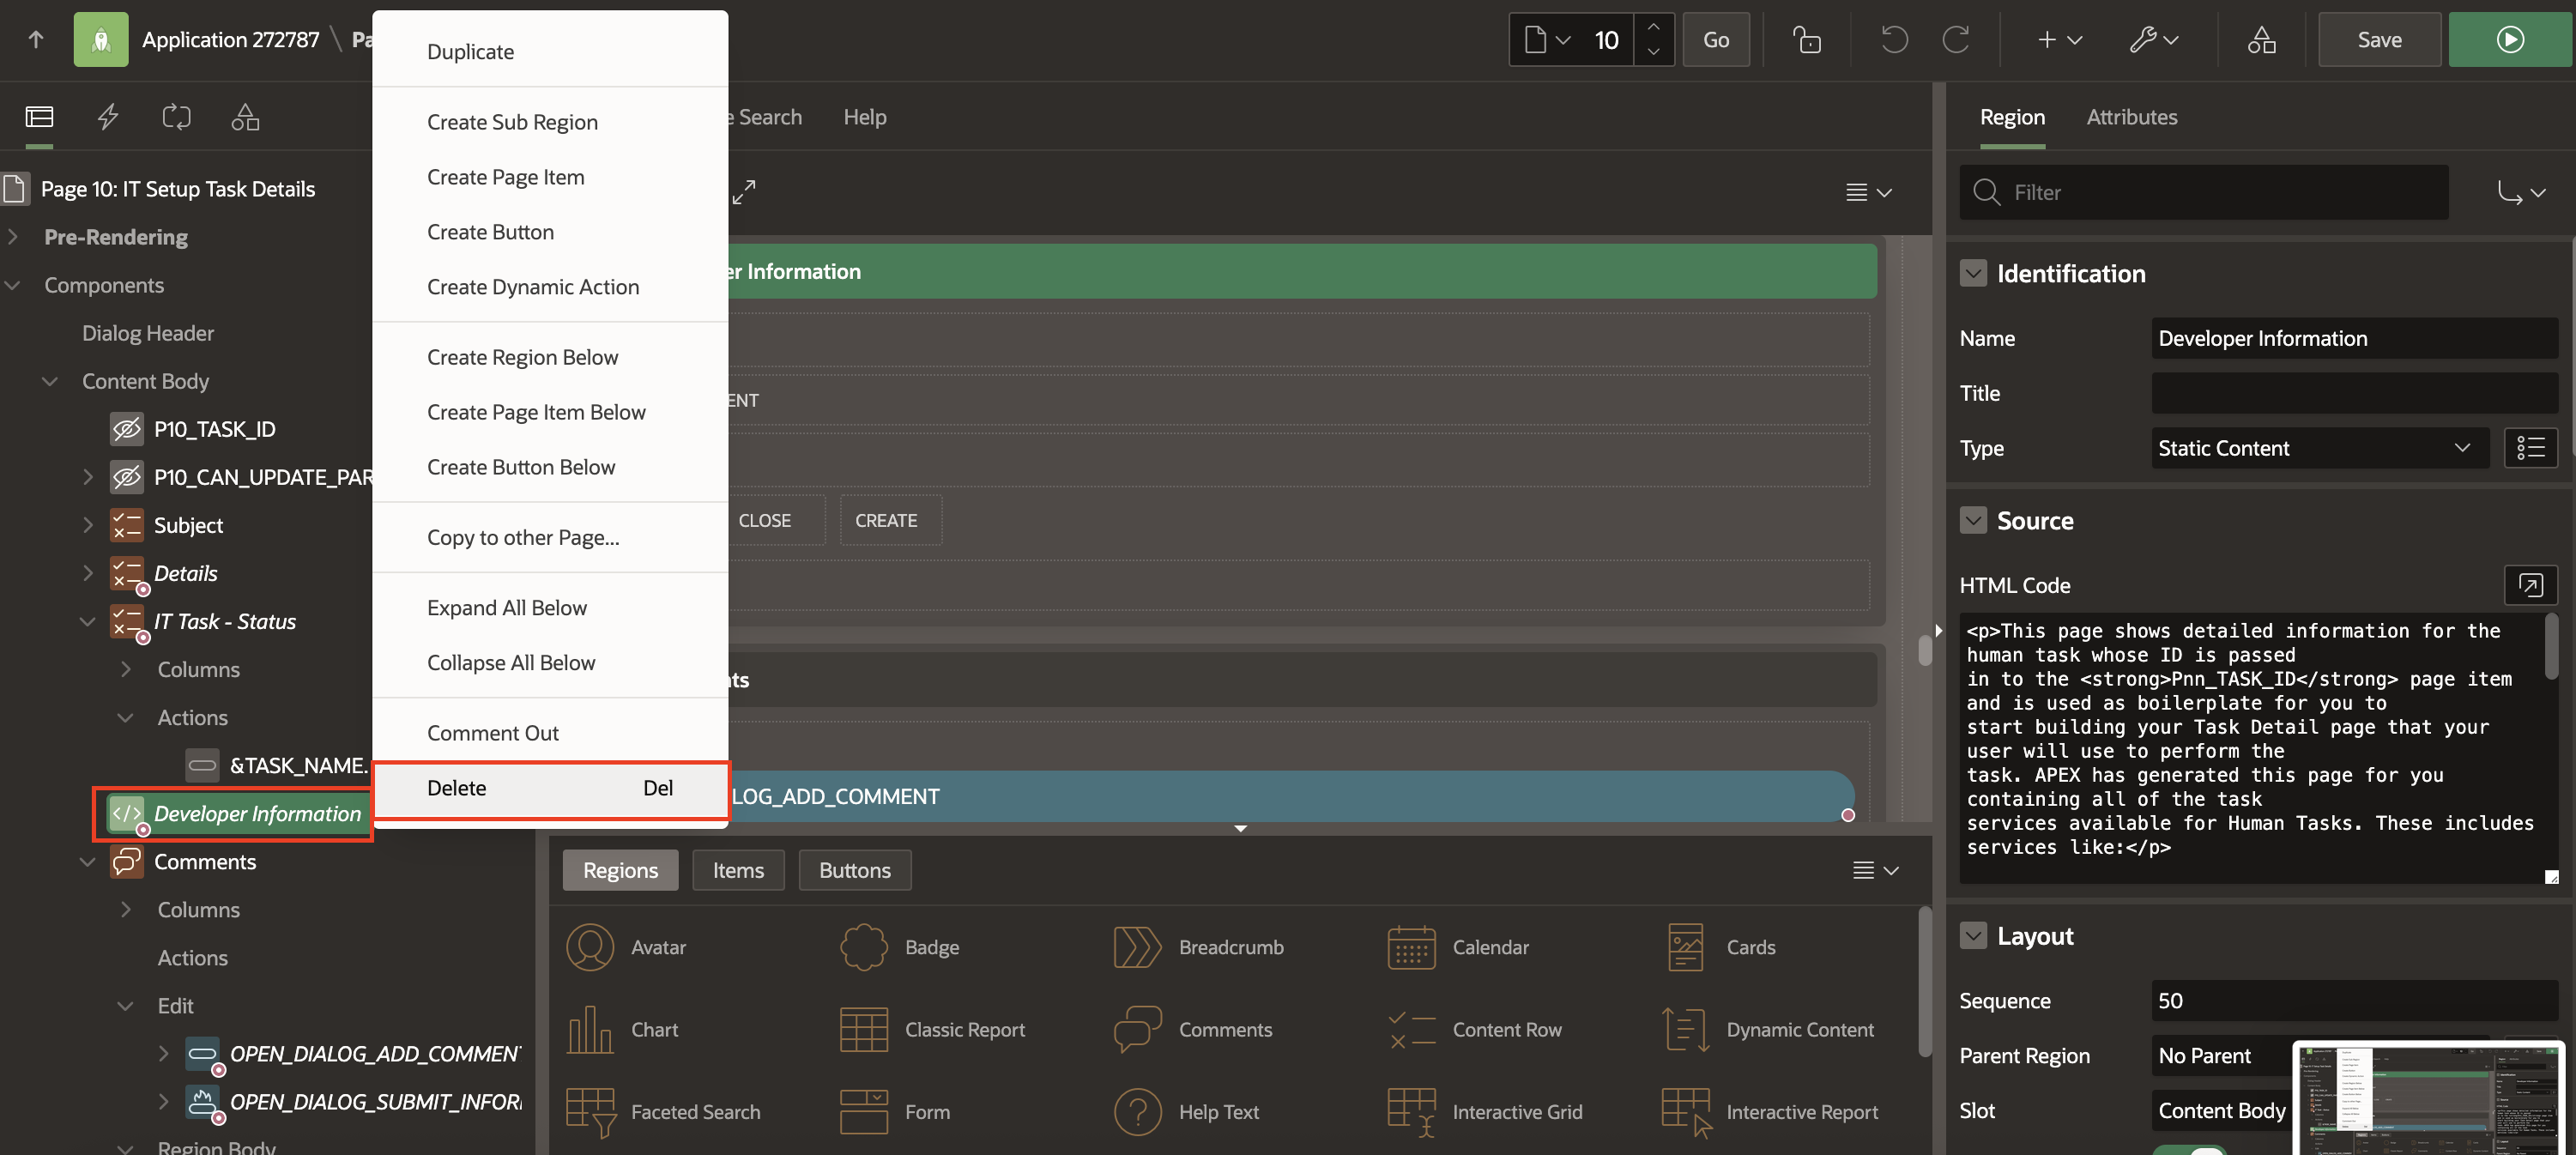 Application 272787 \ Pa
10
Go
Save
Page 10: IT Setup Task Details
Pre-Rendering
Components
Dialog Header
Content Body
P10_TASK_ID
P10_CAN_UPDATE_PAR
Subject
Details
IT Task - Status
Columns
Actions
&TASK_NAME.
Developer Information
Comments
Columns
Actions
Edit
OPEN_DIALOG_ADD_COMMENT
OPEN_DIALOG_SUBMIT_INFOR
Region Body
Duplicate
Create Sub Region
Create Page Item
Create Button
Create Dynamic Action
Create Region Below
Create Page Item Below
Create Button Below
Copy to other Page...
Expand All Below
Collapse All Below
Comment Out
Delete Del
e Search Help
er Information
ENT
CLOSE CREATE
nts
LOG_ADD_COMMENT
Regions Items Buttons
Avatar Badge Breadcrumb Calendar Cards
Chart Classic Report Comments Content Row Dynamic Content
Faceted Search Form Help Text Interactive Grid Interactive Report
Region Attributes
Filter
Identification
Name Developer Information
Title
Type Static Content
Source
HTML Code
<p>This page shows detailed information for the
human task whose ID is passed
in to the <strong>Pnn_TASK_ID</strong> page item
and is used as boilerplate for you to
start building your Task Detail page that your
user will use to perform the
task. APEX has generated this page for you
containing all of the task
services available for Human Tasks. These includes
services like:</p>
Layout
Sequence 50
Parent Region No Parent
Slot Content Body